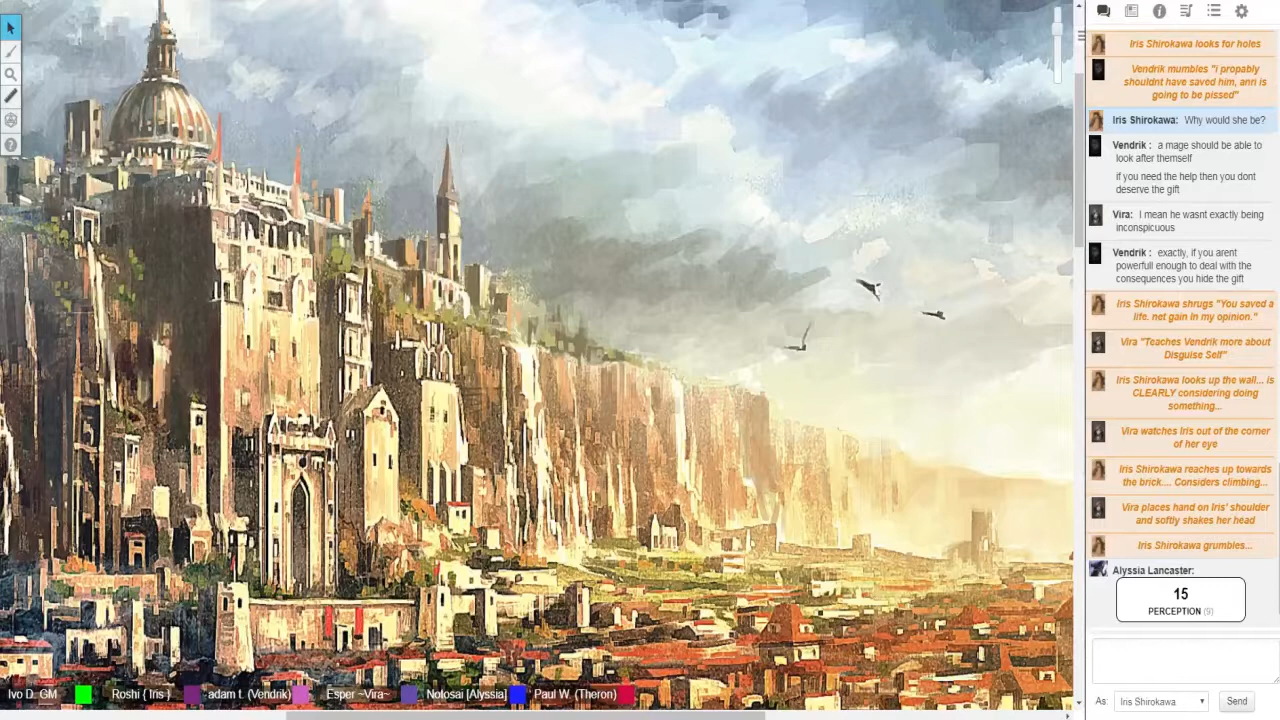 Iris Shirokawa looks for holes
Vendrik mumbles "i propably
shouldnt have saved him, anri is
going to be pissed"
Iris Shirokawa: Why would she be?
Vendrik : a mage should be able to
look after themself
if you need the help then you dont
deserve the gift
Vira: I mean he wasnt exactly being
inconspicuous
Vendrik : exactly, if you arent
powerfull enough to deal with the
consequences you hide the gift
Iris Shirokawa shrugs "You saved a
life. net gain In my opinion."
Vira "Teaches Vendrik more about
Disguise Self"
Iris Shirokawa looks up the wall... is
CLEARLY considering doing
something...
Vira watches Iris out of the corner
of her eye
Iris Shirokawa reaches up towards
the brick.... Considers climbing...
Vira places hand on Iris' shoulder
and softly shakes her head
Iris Shirokawa grumbles...
Alyssia Lancaster:
15
PERCEPTION (9)
As: Iris Shirokawa Send
Ivo D. GM Roshi ( Iris ) adam t. (Vendrik) Esper ~Vira~ Nolosai [Alyssia] Paul W. (Theron)